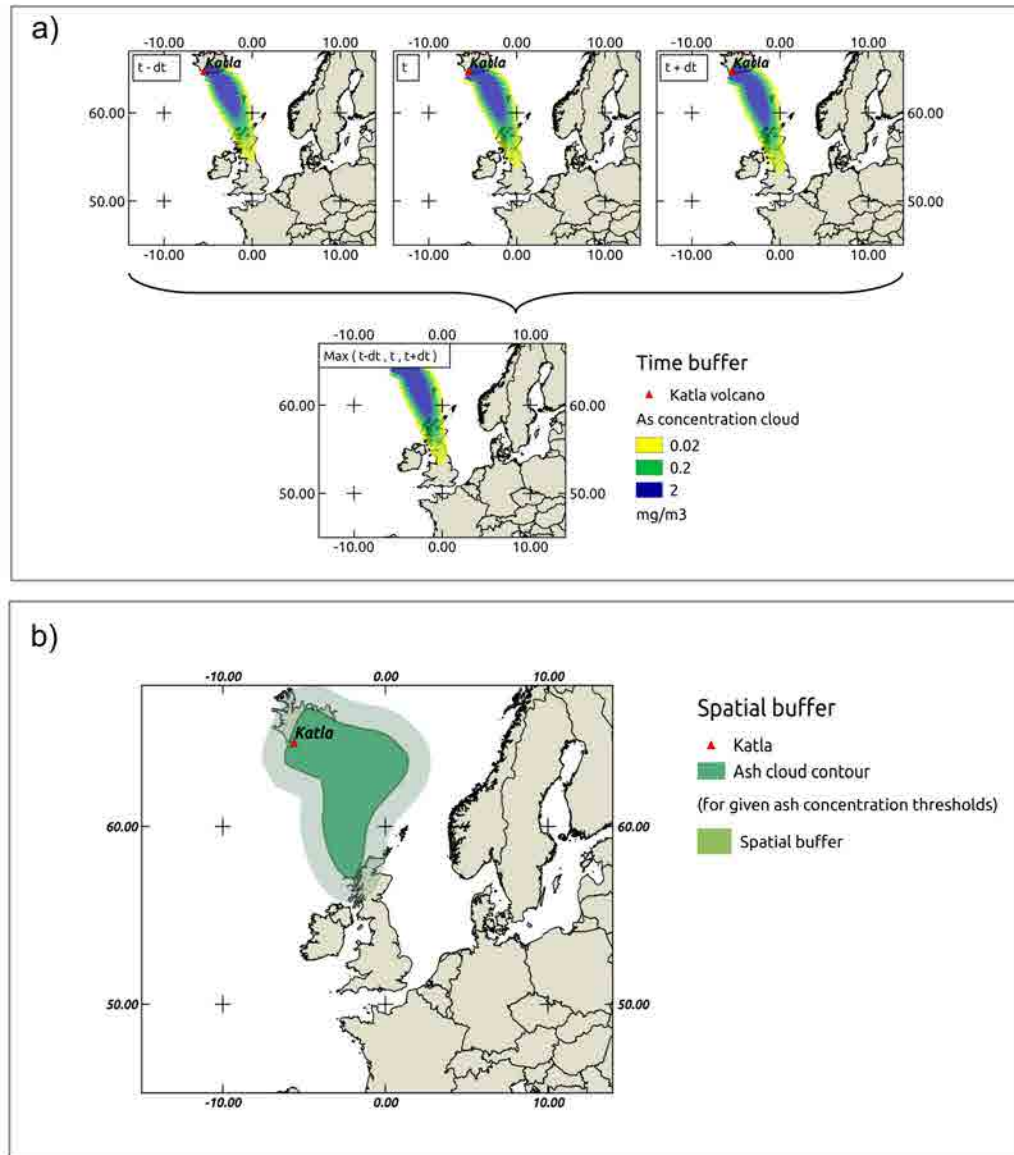 a)
-10.00 0.00 10.00
-10.00 0.00 10.00
-10.00 0.00 10.00
t - dt
Katla
t
Katla
t + dt
Katla
60.00
60.00
50.00
50.00
-10.00 0.00 10.00
-10.00 0.00 10.00
-10.00 0.00 10.00
-10.00 0.00 10.00
Max ( t-dt , t , t+dt )
60.00
60.00
50.00
50.00
-10.00 0.00 10.00
Time buffer
Katla volcano
As concentration cloud
0.02
0.2
2
mg/m3
b)
-10.00 0.00 10.00
Katla
60.00
60.00
50.00
50.00
-10.00 0.00 10.00
Spatial buffer
Katla
Ash cloud contour
(for given ash concentration thresholds)
Spatial buffer